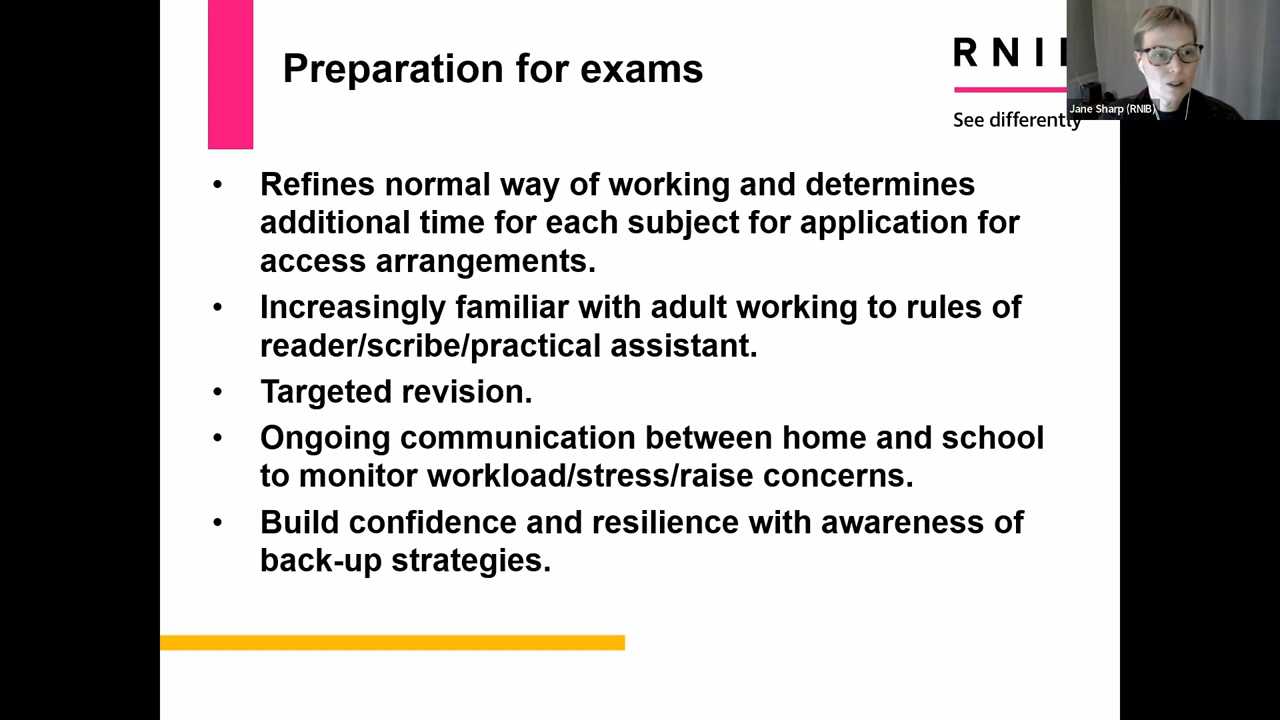 Preparation for exams
RNI
See differently
Jane Sharp (RNIB)
• Refines normal way of working and determines
additional time for each subject for application for
access arrangements.
• Increasingly familiar with adult working to rules of
reader/scribe/practical assistant.
• Targeted revision.
• Ongoing communication between home and school
to monitor workload/stress/raise concerns.
• Build confidence and resilience with awareness of
back-up strategies.